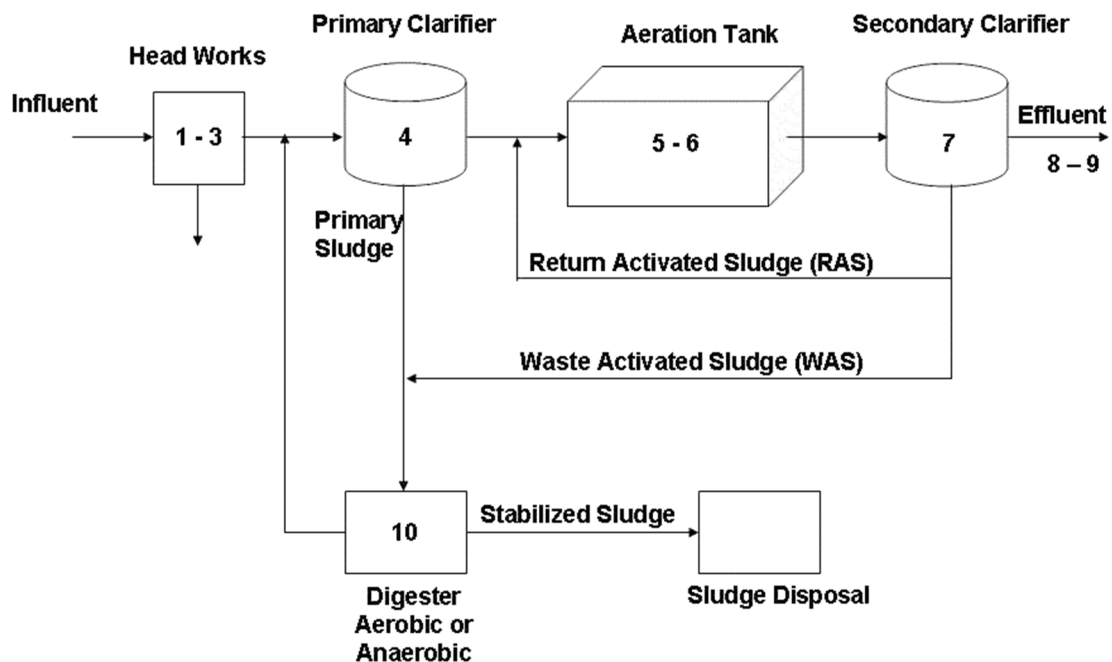 Primary Clarifier
Aeration Tank
Secondary Clarifier
Head Works
Influent
1 - 3
4
5 - 6
7
Effluent
8 – 9
Primary
Sludge
Return Activated Sludge (RAS)
Waste Activated Sludge (WAS)
10
Stabilized Sludge
Digester
Aerobic or
Anaerobic
Sludge Disposal